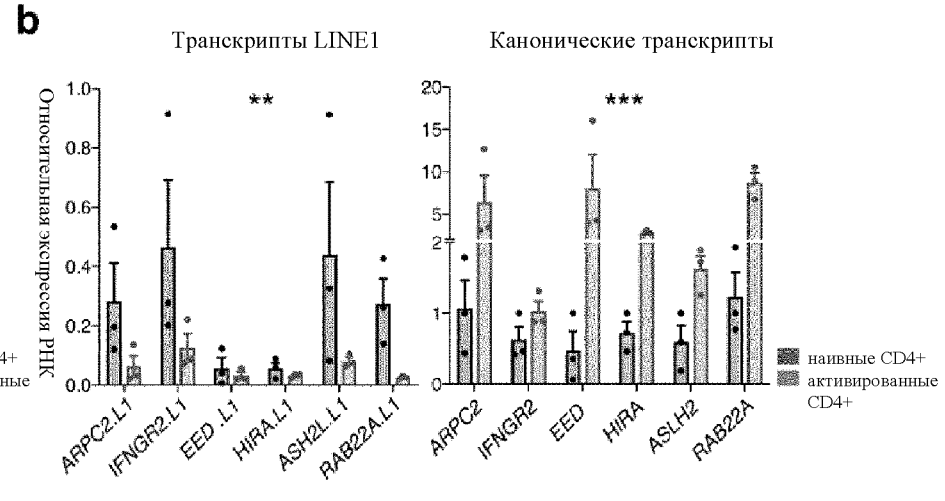 b
Транскрипты LINE1
Канонические транскрипты
Относительная экспрессия РНК
1.0
0.8
0.6
0.4
0.2
0.0
**
ARPC2.L1
IFNGR2.L1
EED .L1
HIRA.L1
ASH2L.L1
RAB22A.L1
20
15
10
5
2
1
0
***
ARPC2
IFNGR2
EED
HIRA
ASLH2
RAB22A
4+
ные
наивные CD4+
активированные
CD4+